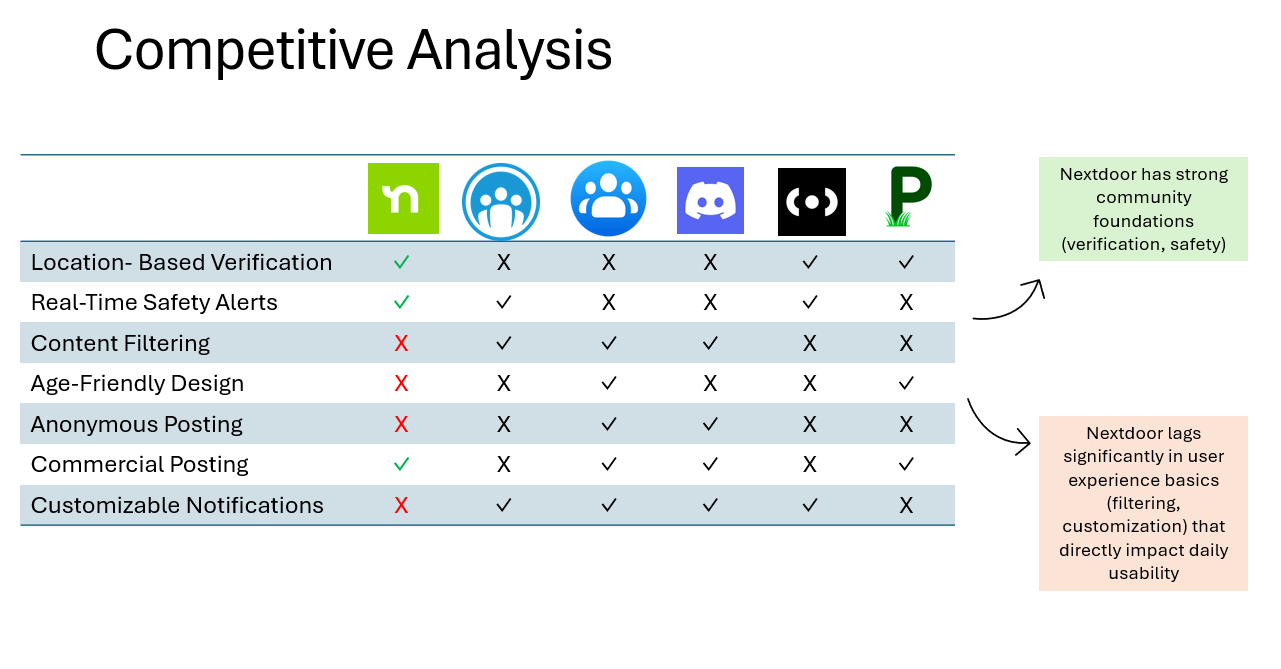 Competitive Analysis
n
P
Location- Based Verification ✓ X X X ✓ ✓
Real-Time Safety Alerts ✓ ✓ X X ✓ X
Content Filtering X ✓ ✓ ✓ X X
Age-Friendly Design X X ✓ X X ✓
Anonymous Posting X X ✓ ✓ X X
Commercial Posting ✓ X ✓ ✓ X ✓
Customizable Notifications X ✓ ✓ ✓ ✓ X
Nextdoor has strong
community
foundations
(verification, safety)
Nextdoor lags
significantly in user
experience basics
(filtering,
customization) that
directly impact daily
usability